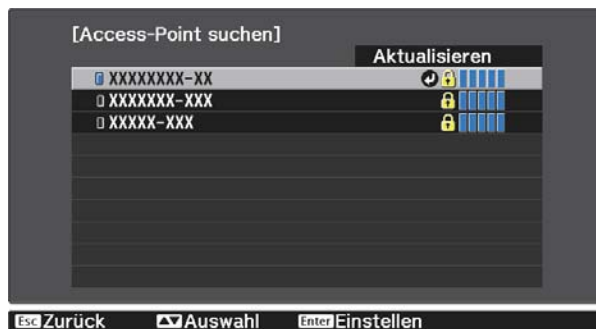 [Access-Point suchen]
Aktualisieren
XXXXXXXX-XX
XXXXXXX-XXX
XXXXX-XXX
Esc Zurück Auswahl Enter Einstellen